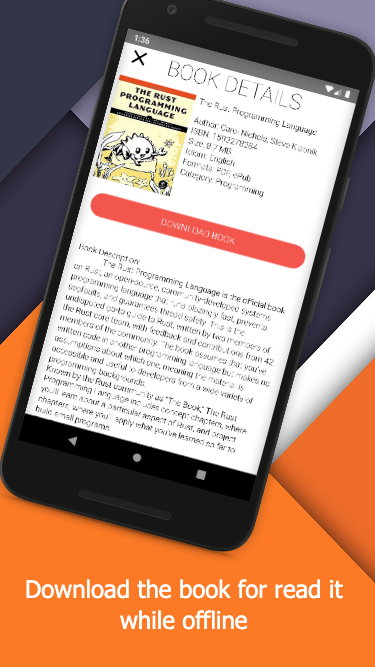 1:36
BOOK DETAILS
THE RUST
PROGRAMMING
LANGUAGE
The Rust Programming Language
Author: Carol Nichols, Steve Klabnik
ISBN: 1593278284
Size: 8.7 MB
Idiom: English
Formats: PDF, ePub
Category: Programming
DOWNLOAD BOOK
Book Description:
The Rust Programming Language is the official book
on Rust, an open-source, community-developed systems
programming language that runs blazingly fast, prevents
segfaults, and guarantees thread safety. This is the
undisputed go-to guide to Rust, written by two members of
the Rust core team, with feedback and contributions from 42
members of the community. The book assumes that you've
written code in another programming language but makes no
assumptions about which one, meaning the material is
accessible and useful to developers from a wide variety of
programming backgrounds.
Known by the Rust community as "The Book," The Rust
Programming Language includes concept chapters, where
you'll learn about a particular aspect of Rust, and project
chapters, where you'll apply what you've learned so far to
build small programs.
Download the book for read it
while offline